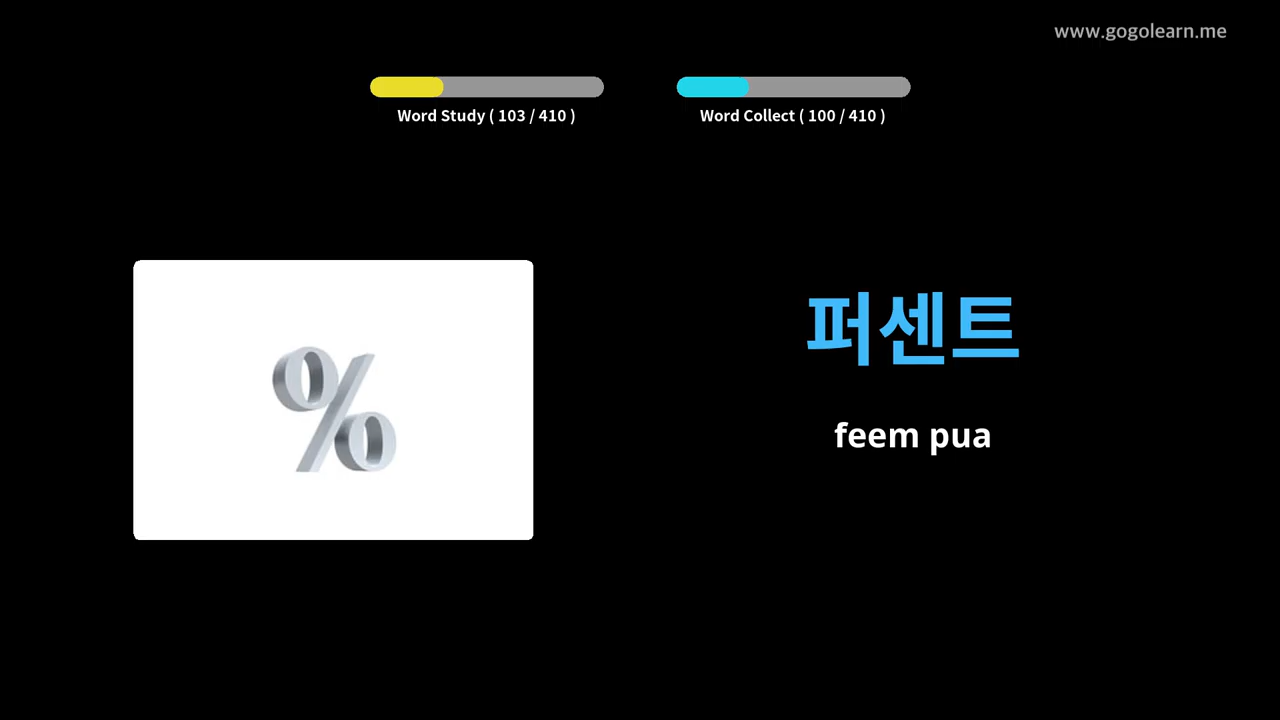 www.gogolearn.me
Word Study ( 103 / 410 )
Word Collect ( 100 / 410 )
%
퍼센트
feem pua